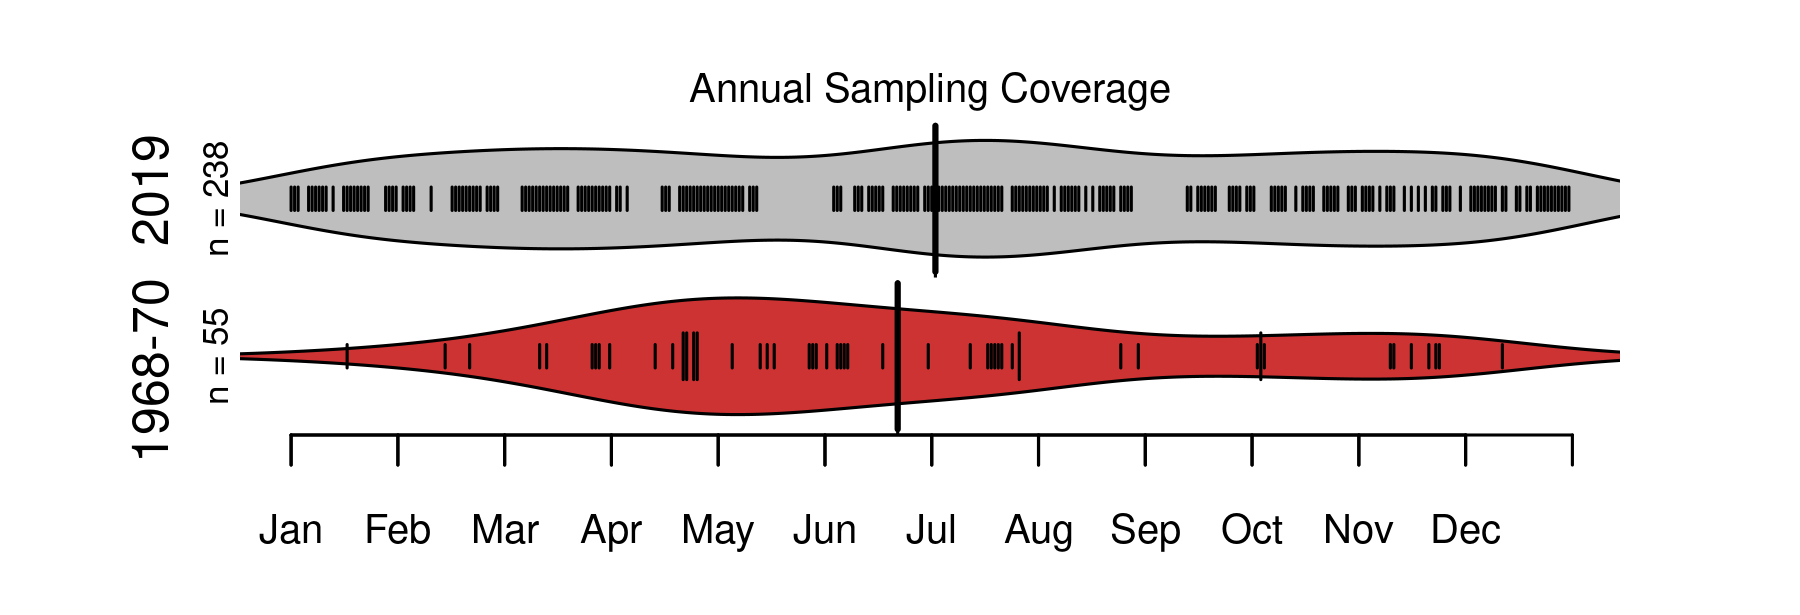 Annual Sampling Coverage
2019
n = 238
1968-70
n = 55
Jan Feb Mar Apr May Jun Jul Aug Sep Oct Nov Dec